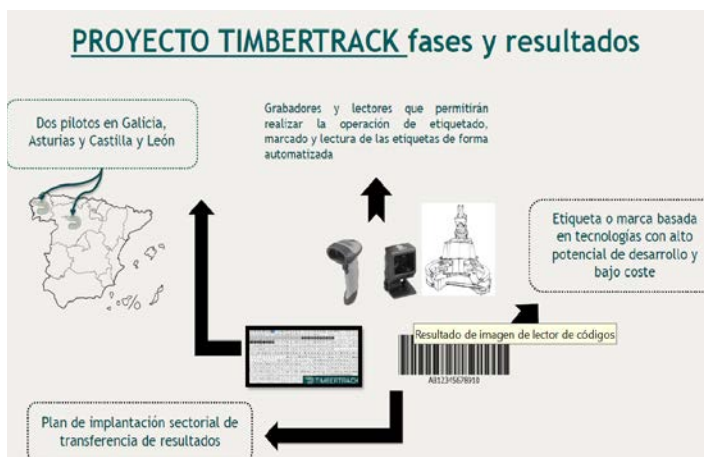 PROYECTO TIMBERTRACK fases y resultados
Dos pilotos en Galicia,
Asturias y Castilla y León
Grabadores y lectores que permitirán
realizar la operación de etiquetado,
marcado y lectura de las etiquetas de forma
automatizada
Etiqueta o marca basada
en tecnologías con alto
potencial de desarrollo y
bajo coste
Resultado de imagen de lector de códigos
TIMBERTRACK
AB12345678910
Plan de implantación sectorial de
transferencia de resultados